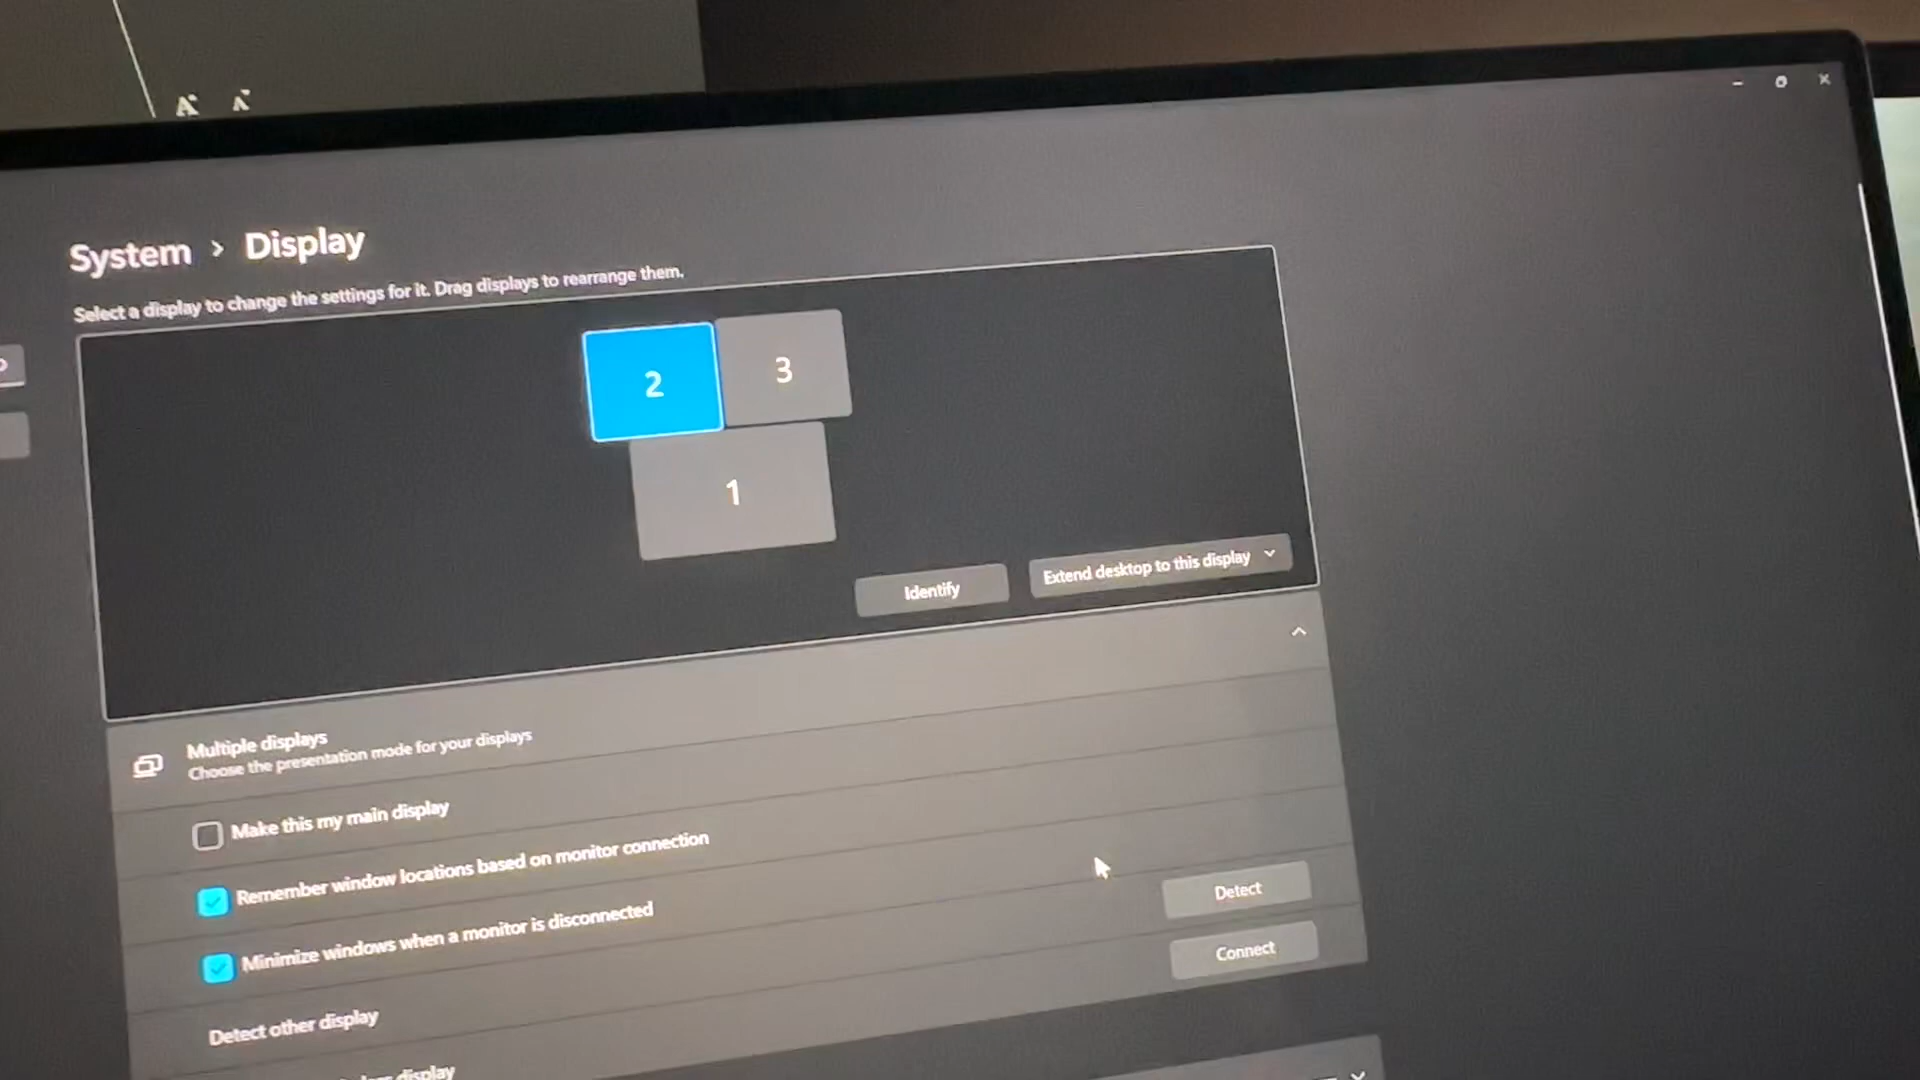 A A
System > Display
Select a display to change the settings for it. Drag displays to rearrange them.
2 3
1
Identify
Extend desktop to this display
Multiple displays
Choose the presentation mode for your displays
Make this my main display
Remember window locations based on monitor connection
Minimize windows when a monitor is disconnected
Detect other display
Detect
Connect
display